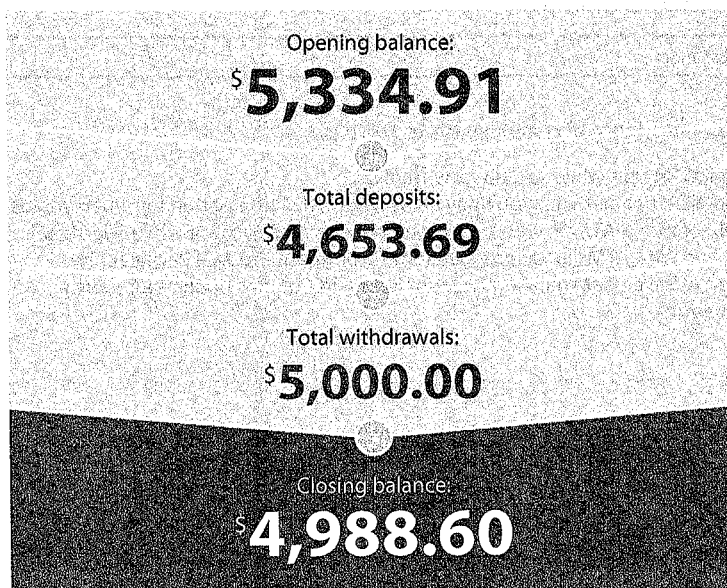 Opening balance:
$5,334.91
Total deposits:
$4,653.69
Total withdrawals:
$5,000.00
Closing balance:
$4,988.60